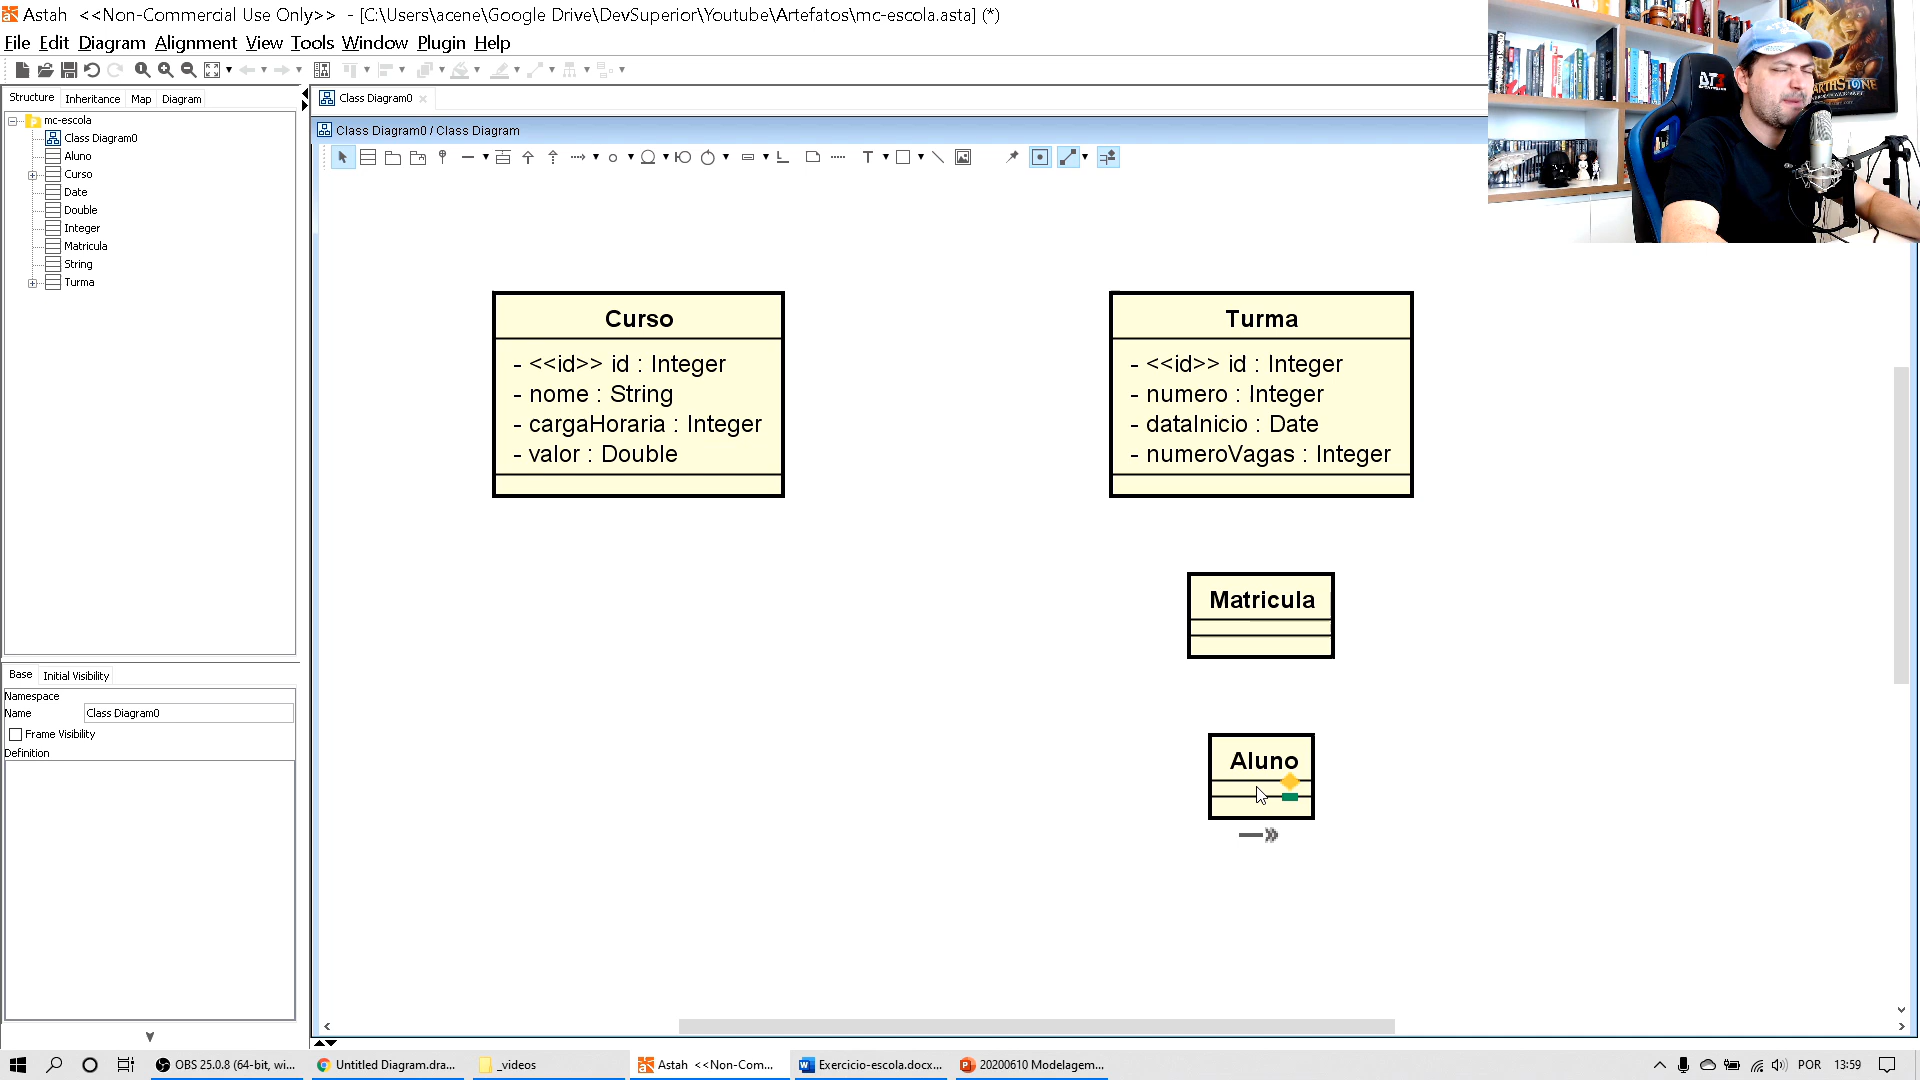 Astah <<Non-Commercial Use Only>> - [C:\Users\acene\Google Drive\DevSuperior\Youtube\Artefatos\mc-escola.asta] (*)
File Edit Diagram Alignment View Tools Window Plugin Help
Structure Inheritance Map Diagram
mc-escola
Class Diagram0
Aluno
Curso
Date
Double
Integer
Matricula
String
Turma
Base Initial Visibility
Namespace
Name Class Diagram0
Frame Visibility
Definition
Class Diagram0
Class Diagram0 / Class Diagram
T
Curso
- <<id>> id : Integer
- nome : String
- cargaHoraria : Integer
- valor : Double
Turma
- <<id>> id : Integer
- numero : Integer
- dataInicio : Date
- numeroVagas : Integer
Matricula
Aluno
OBS 25.0.8 (64-bit, wi...
Untitled Diagram.dra...
_videos
Astah <<Non-Com...
Exercicio-escola.docx...
20200610 Modelagem...
POR 13:59